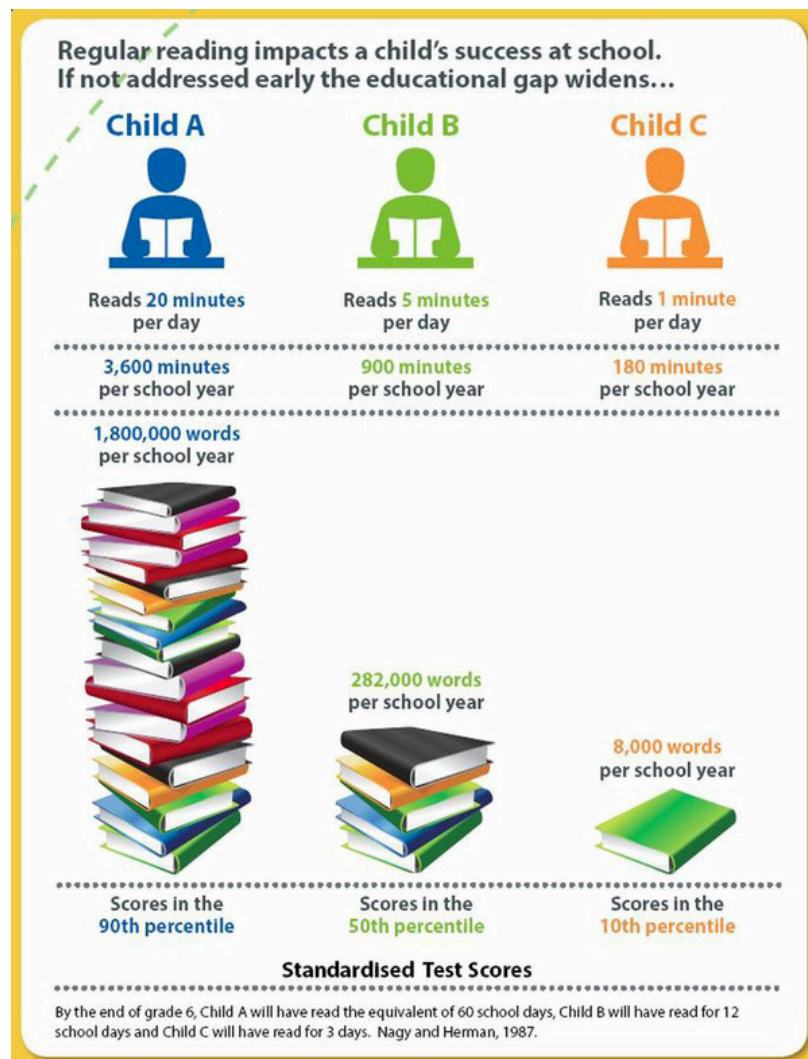 Regular reading impacts a child's success at school.
If not addressed early the educational gap widens...
Child A
Child B
Child C
Reads 20 minutes
per day
Reads 5 minutes
per day
Reads 1 minute
per day
3,600 minutes
per school year
900 minutes
per school year
180 minutes
per school year
1,800,000 words
per school year
282,000 words
per school year
8,000 words
per school year
Scores in the
90th percentile
Scores in the
50th percentile
Scores in the
10th percentile
Standardised Test Scores
By the end of grade 6, Child A will have read the equivalent of 60 school days, Child B will have read for 12
school days and Child C will have read for 3 days. Nagy and Herman, 1987.